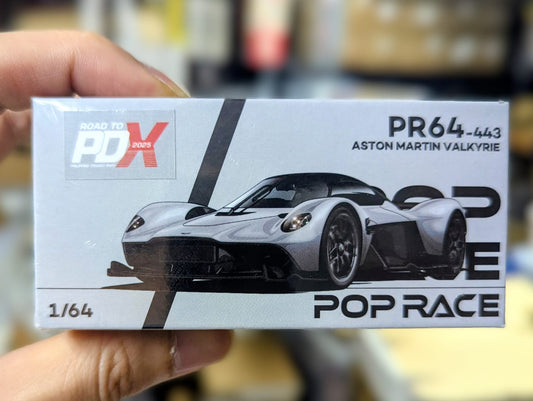 ROAD TO
PDX
2025
PR64-443
ASTON MARTIN VALKYRIE
POP RACE
1/64